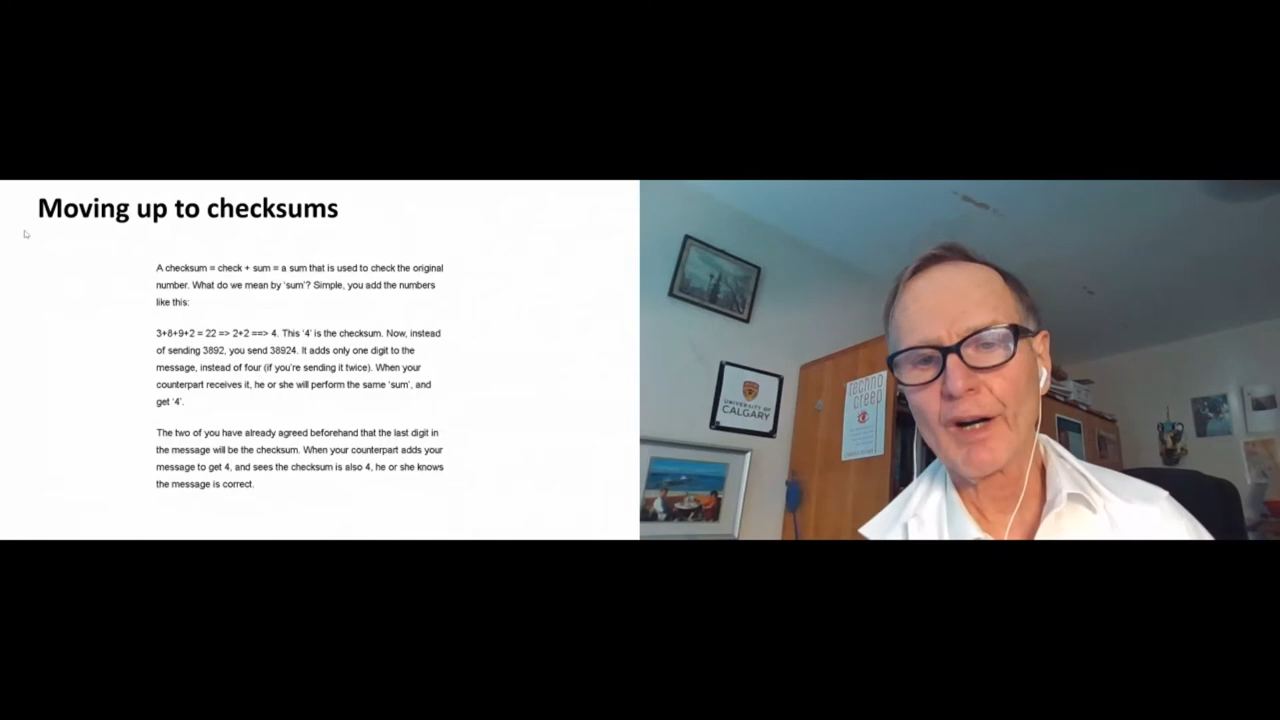 Moving up to checksums
A checksum = check + sum = a sum that is used to check the original
number. What do we mean by 'sum'? Simple, you add the numbers
like this:
3+8+9+2 = 22 => 2+2 ==> 4. This '4' is the checksum. Now, instead
of sending 3892, you send 38924. It adds only one digit to the
message, instead of four (if you're sending it twice). When your
counterpart receives it, he or she will perform the same 'sum', and
get '4'.
The two of you have already agreed beforehand that the last digit in
the message will be the checksum. When your counterpart adds your
message to get 4, and sees the checksum is also 4, he or she knows
the message is correct.
UNIVERSITY OF
CALGARY
techno
creep